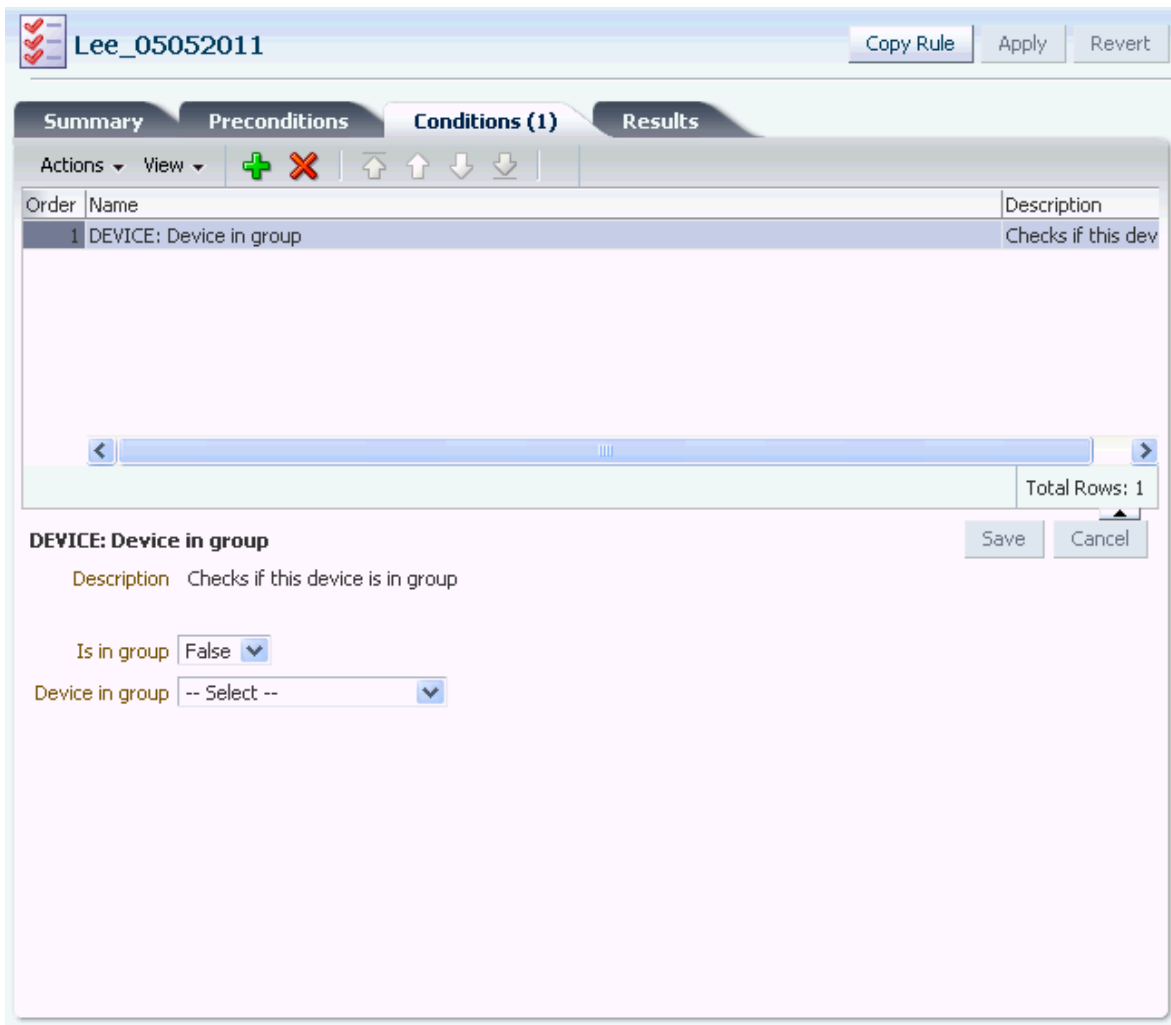 Lee_05052011
Copy Rule Apply Revert
Summary Preconditions Conditions (1) Results
Actions View
Order Name Description
1 DEVICE: Device in group Checks if this dev
Total Rows: 1
DEVICE: Device in group Save Cancel
Description Checks if this device is in group
Is in group False
Device in group -- Select --